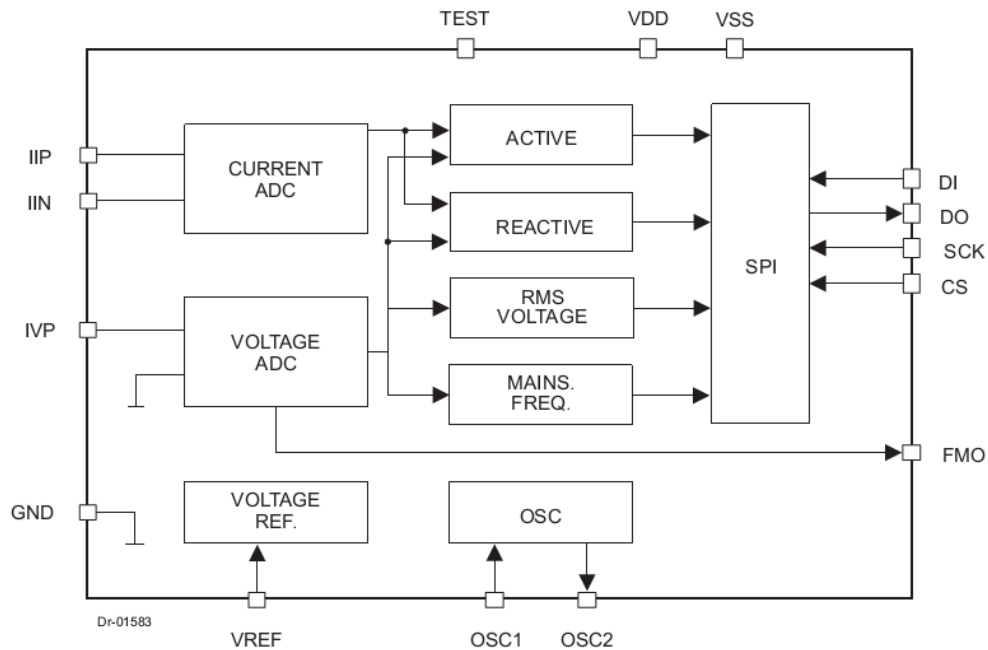 TEST
VDD
VSS
IIP
IIN
CURRENT
ADC
ACTIVE
REACTIVE
SPI
DI
DO
SCK
CS
IVP
VOLTAGE
ADC
RMS
VOLTAGE
MAINS.
FREQ.
FMO
GND
VOLTAGE
REF.
OSC
Dr-01583
VREF
OSC1
OSC2